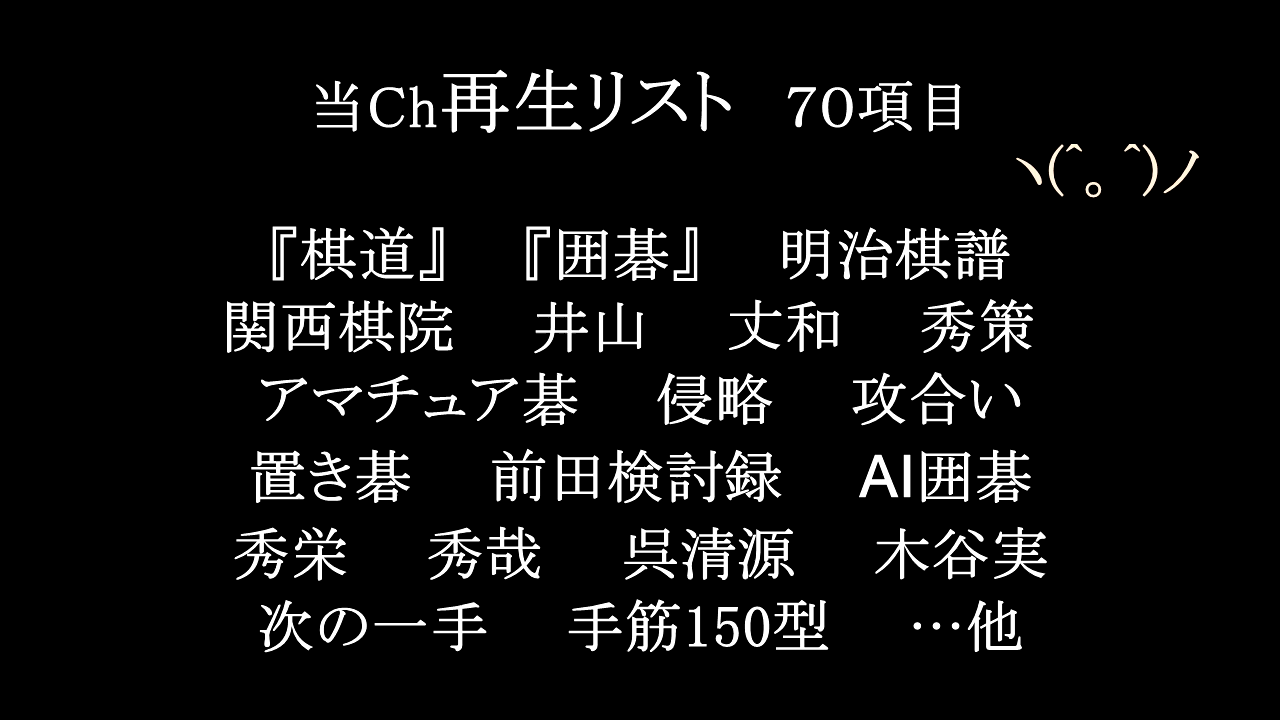 当Ch再生リスト　７０項目
ヽ(^。^)ノ
『棋道』　『囲碁』　明治棋譜
関西棋院　井山　丈和　秀策
アマチュア碁　侵略　攻合い
置き碁　前田検討録　AI囲碁
秀栄　秀哉　呉清源　木谷実
次の一手　手筋150型　…他